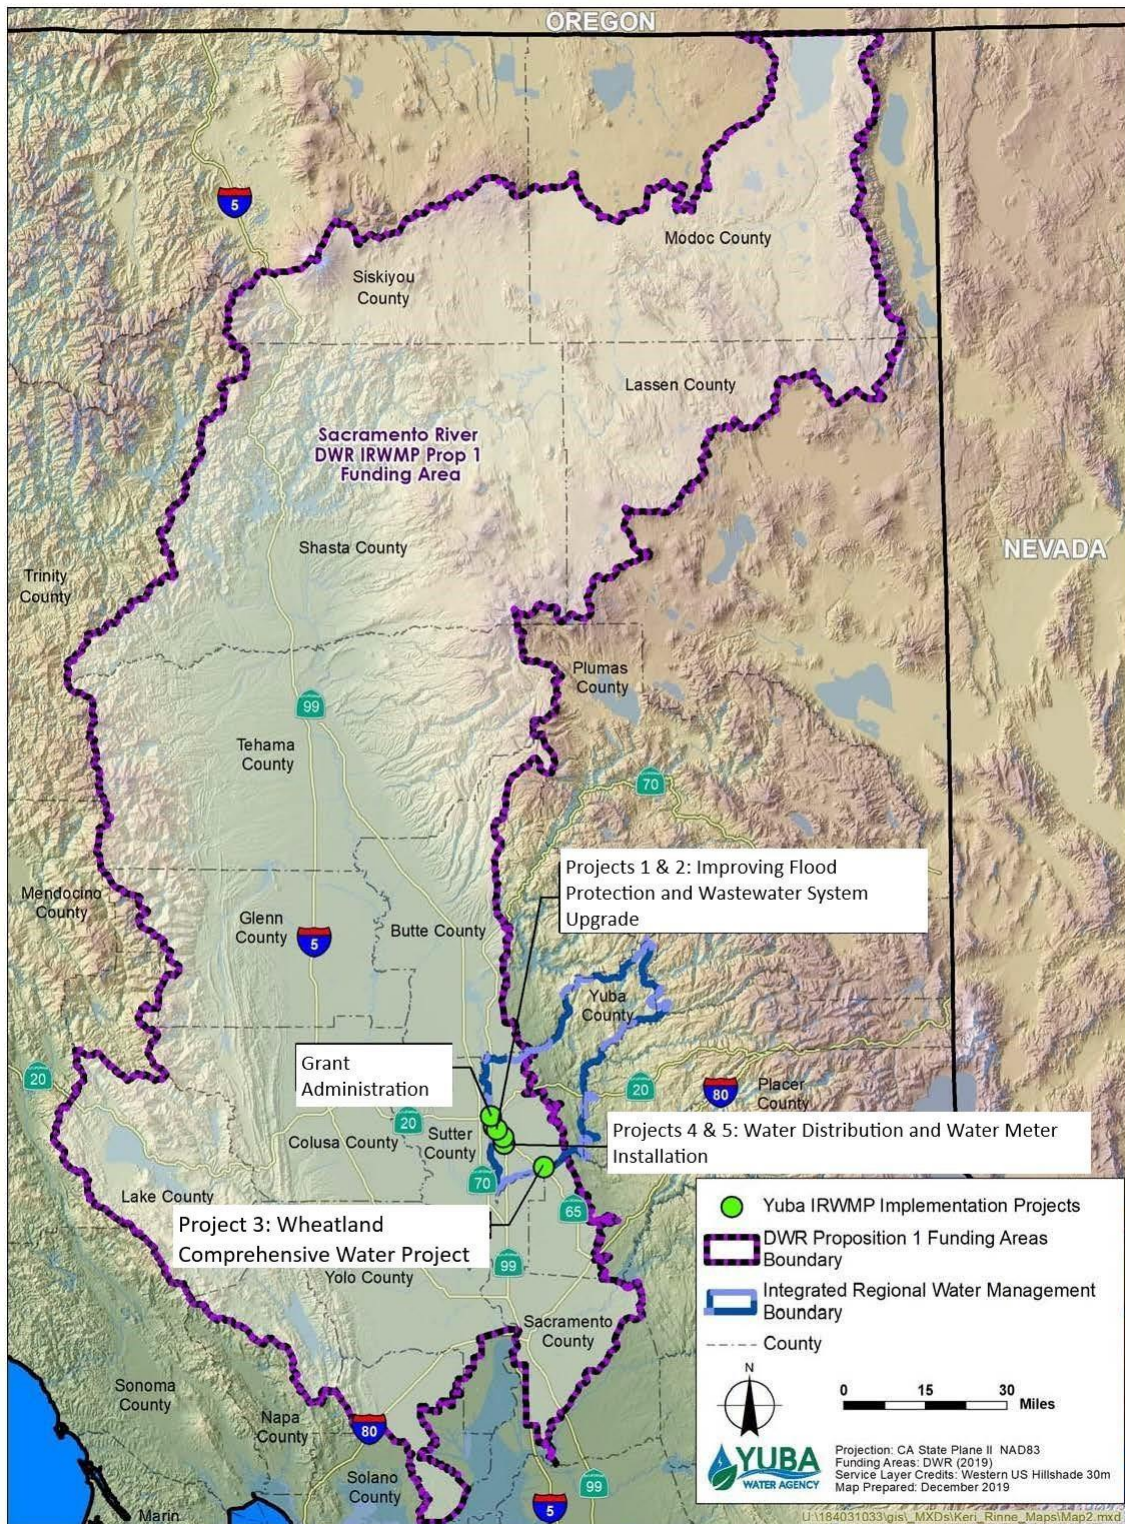 OREGON
5
Modoc County
Siskiyou
County
Lassen County
Sacramento River
DWR IRWMP Prop 1
Funding Area
Shasta County
NEVADA
Trinity
County
Plumas
County
99
Tehama
County
70
Projects 1 & 2: Improving Flood
Protection and Wastewater System
Upgrade
Mendocino
County
Glenn
County
5
Butte County
Yuba
County
Grant
Administration
20
20
80
Placer
County
20
Colusa County
Sutter
County
Projects 4 & 5: Water Distribution and Water Meter
Installation
70
Lake County
65
Project 3: Wheatland
Comprehensive Water Project
99
Yolo County
Sacramento
County
Sonoma
County
Napa
County
80
Solano
County
99
5
Marin
Yuba IRWMP Implementation Projects
DWR Proposition 1 Funding Areas
Boundary
Integrated Regional Water Management
Boundary
County
N
0 15 30
Miles
YUBA
WATER AGENCY
Projection: CA State Plane II NAD83
Funding Areas: DWR (2019)
Service Layer Credits: Western US Hillshade 30m
Map Prepared: December 2019
U:\184031033\gis\_MXDs\Keri_Rinne_Maps\Map2.mxd